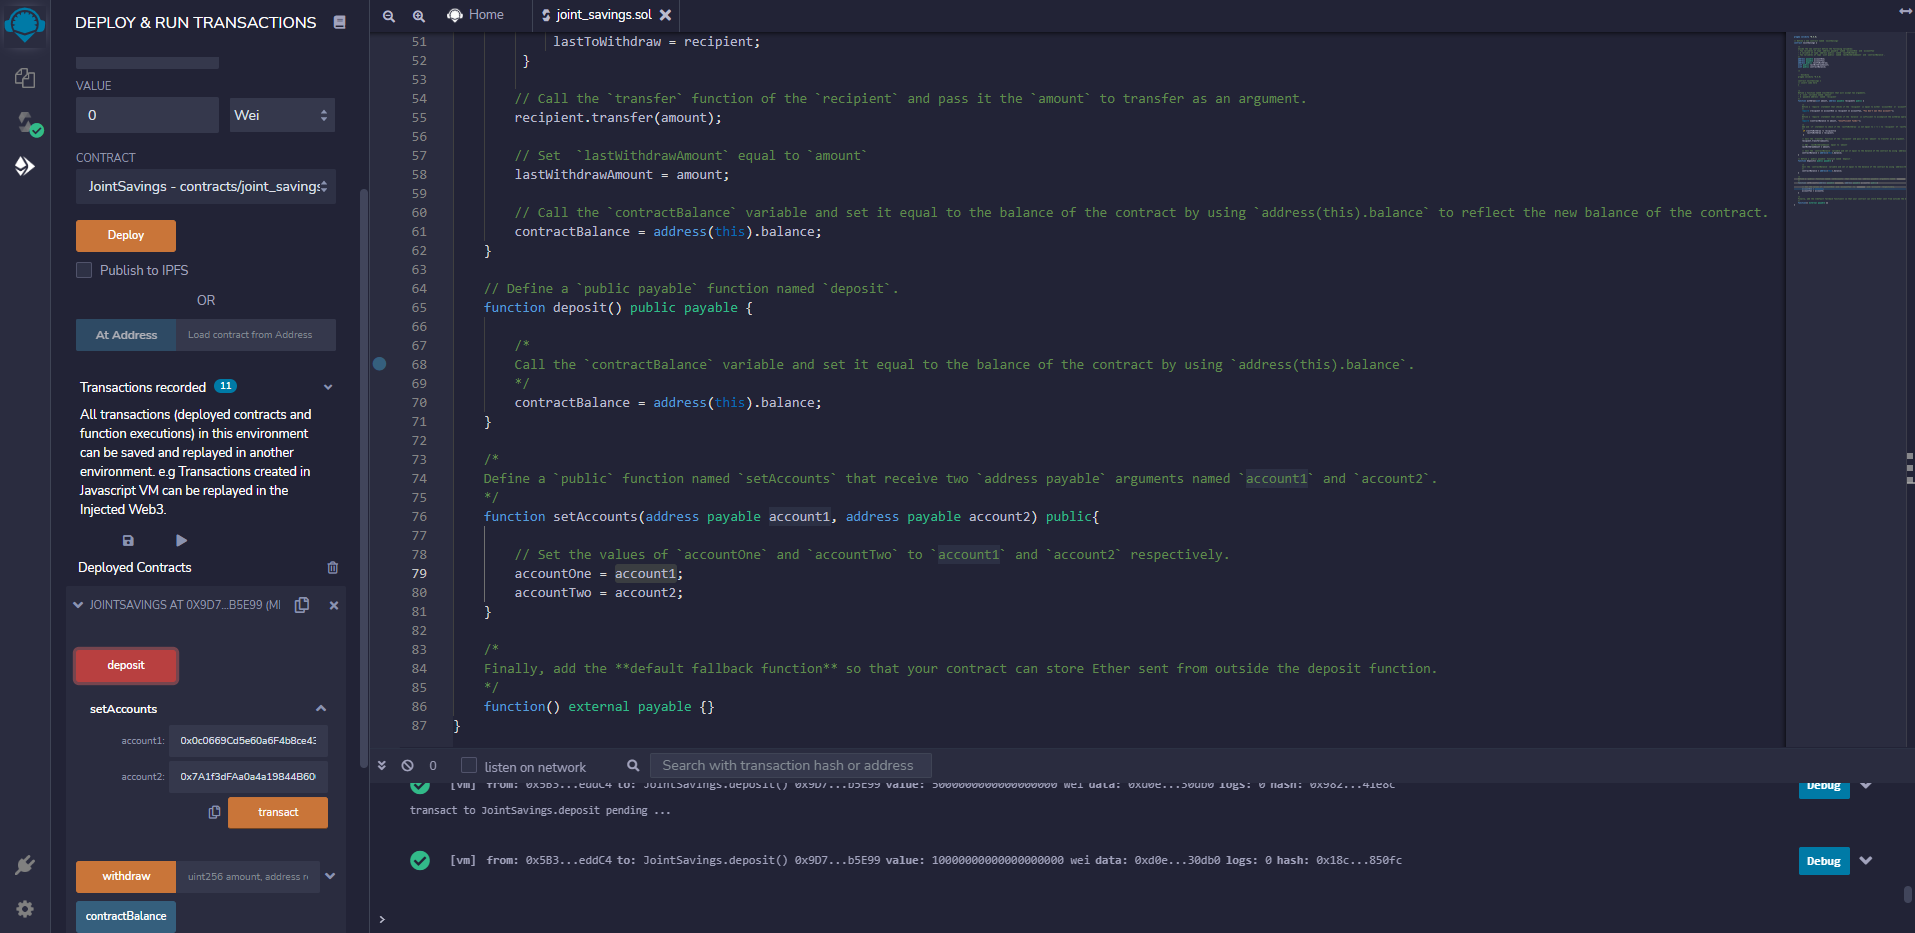 DEPLOY & RUN TRANSACTIONS
VALUE
0
Wei
CONTRACT
JointSavings - contracts/joint_savings
Deploy
Publish to IPFS
OR
At Address
Load contract from Address
Transactions recorded 11
All transactions (deployed contracts and
function executions) in this environment
can be saved and replayed in another
environment. e.g Transactions created in
Javascript VM can be replayed in the
Injected Web3.
Deployed Contracts
JOINTSAVINGS AT 0X9D7...B5E99 (M
deposit
setAccounts
account1: 0x0c0669Cd5e60a6F4b8ce43
account2: 0x7A1f3dFAa0a4a19844B60
transact
withdraw
uint256 amount, address r
contractBalance
Home
joint_savings.sol
51 lastToWithdraw = recipient;
52 }
53
54 // Call the `transfer` function of the `recipient` and pass it the `amount` to transfer as an argument.
55 recipient.transfer(amount);
56
57 // Set  `lastWithdrawAmount` equal to `amount`
58 lastWithdrawAmount = amount;
59
60 // Call the `contractBalance` variable and set it equal to the balance of the contract by using `address(this).balance` to reflect the new balance of the contract.
61 contractBalance = address(this).balance;
62 }
63
64 // Define a `public payable` function named `deposit`.
65 function deposit() public payable {
66
67 /*
68 Call the `contractBalance` variable and set it equal to the balance of the contract by using `address(this).balance`.
69 */
70 contractBalance = address(this).balance;
71 }
72
73 /*
74 Define a `public` function named `setAccounts` that receive two `address payable` arguments named `account1` and `account2`.
75 */
76 function setAccounts(address payable account1, address payable account2) public{
77
78 // Set the values of `accountOne` and `accountTwo` to `account1` and `account2` respectively.
79 accountOne = account1;
80 accountTwo = account2;
81 }
82
83 /*
84 Finally, add the **default fallback function** so that your contract can store Ether sent from outside the deposit function.
85 */
86 function() external payable {}
87 }
0
listen on network
Search with transaction hash or address
[vm] from: 0x5B3...eddC4 to: JointSavings.deposit() 0x9D7...b5E99 value: 5000000000000000000 wei data: 0xd0e...30db0 logs: 0 hash: 0x982...41e8c
Debug
transact to JointSavings.deposit pending ...
[vm] from: 0x5B3...eddC4 to: JointSavings.deposit() 0x9D7...b5E99 value: 10000000000000000000 wei data: 0xd0e...30db0 logs: 0 hash: 0x18c...850fc
Debug
>